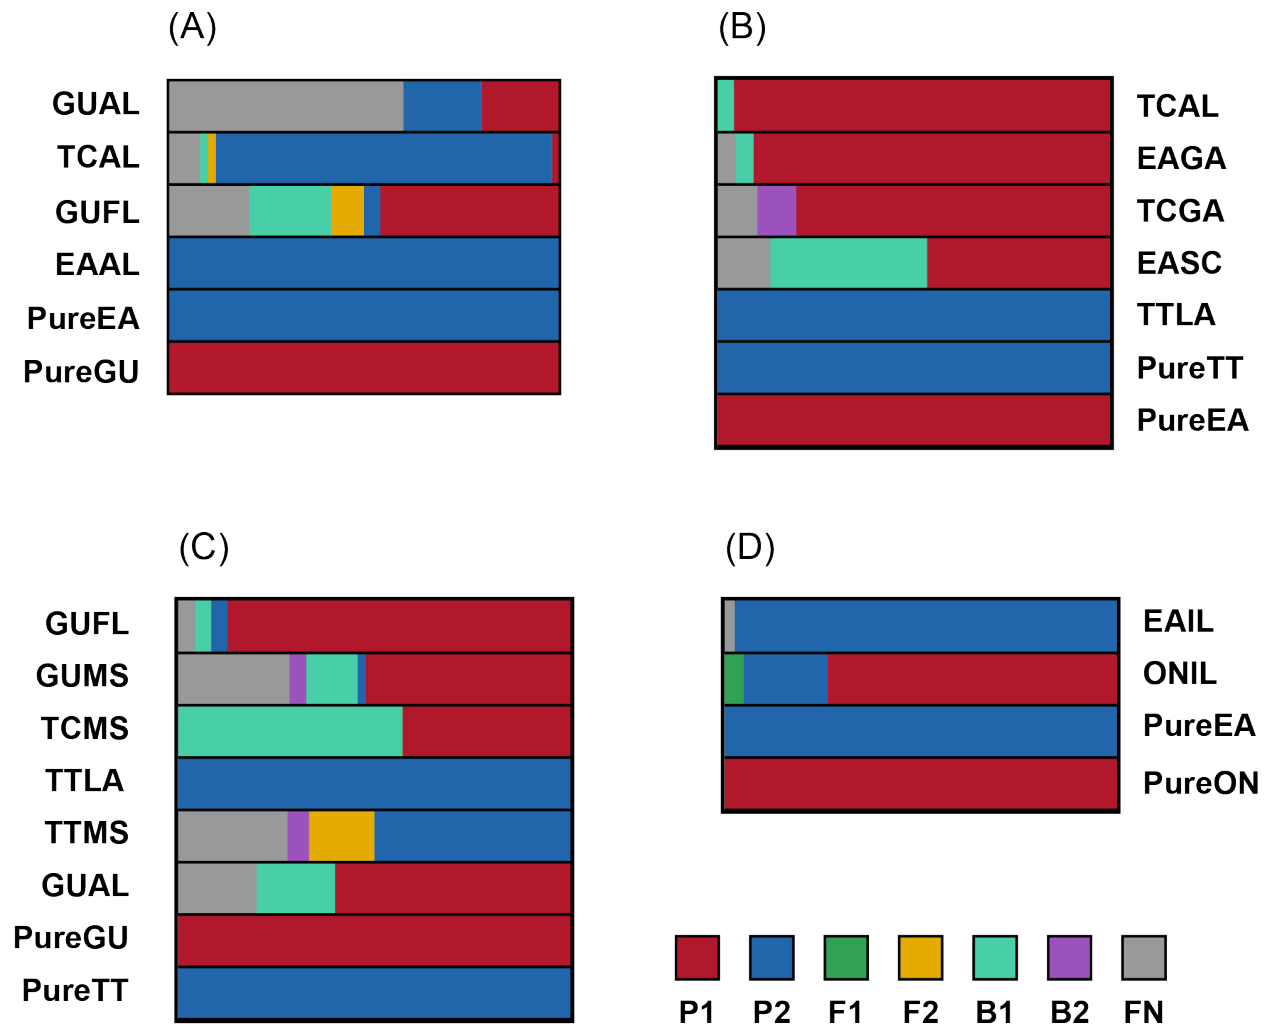 (A)
GUAL
TCAL
GUFL
EAAL
PureEA
PureGU
(B)
TCAL
EAGA
TCGA
EASC
TTLA
PureTT
PureEA
(C)
GUFL
GUMS
TCMS
TTLA
TTMS
GUAL
PureGU
PureTT
(D)
EAIL
ONIL
PureEA
PureON
P1 P2 F1 F2 B1 B2 FN